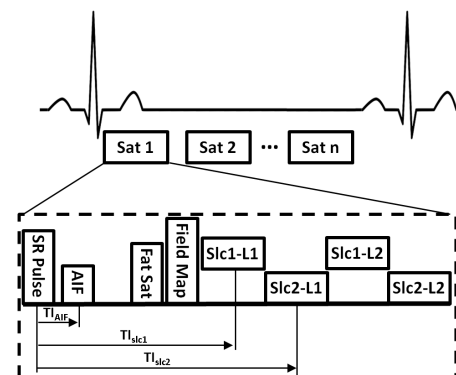 Sat 1 Sat 2 ... Sat n
SR Pulse
AIF
Fat Sat
Field Map
Slc1-L1
Slc2-L1
Slc1-L2
Slc2-L2
TI_AIF
TI_slc1
TI_slc2